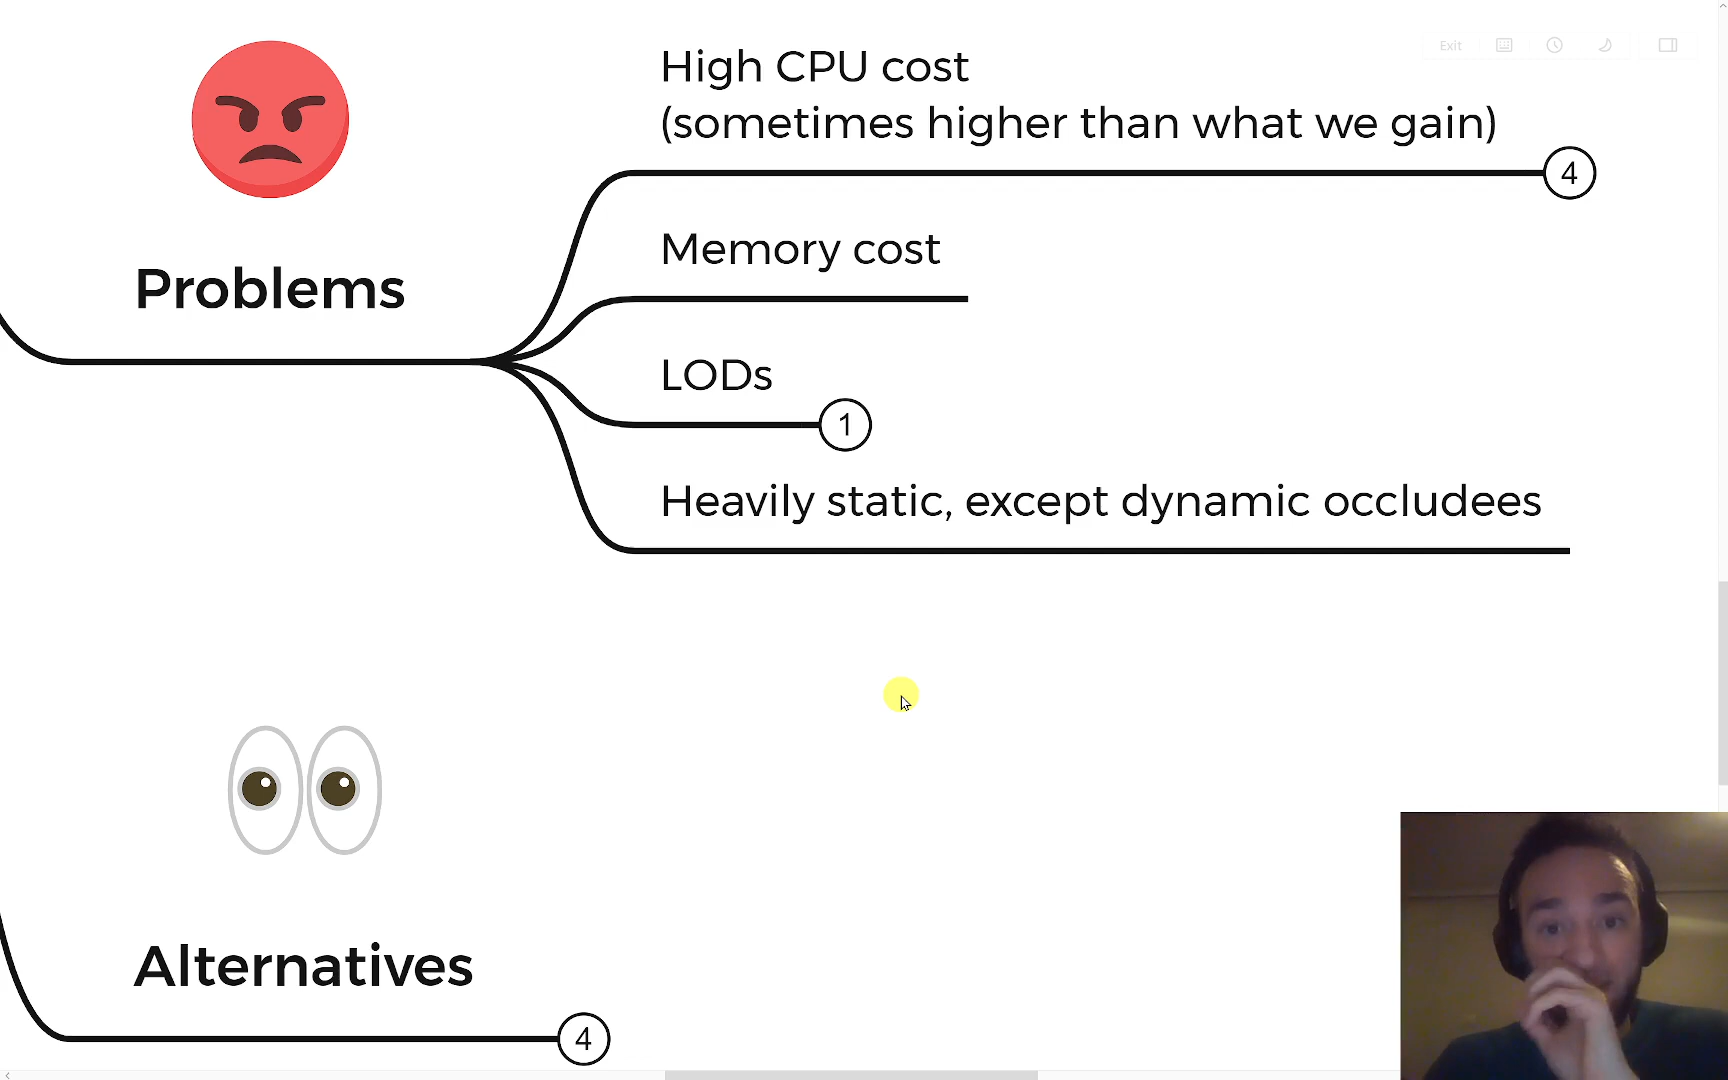 Exit
High CPU cost
(sometimes higher than what we gain)
4
Memory cost
Problems
LODs
1
Heavily static, except dynamic occludees
Alternatives
4